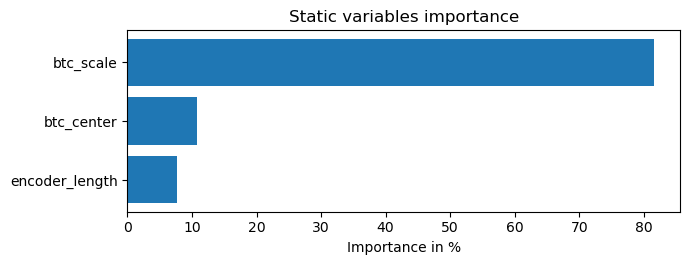 Static variables importance
btc_scale
btc_center
encoder_length
0 10 20 30 40 50 60 70 80
Importance in %